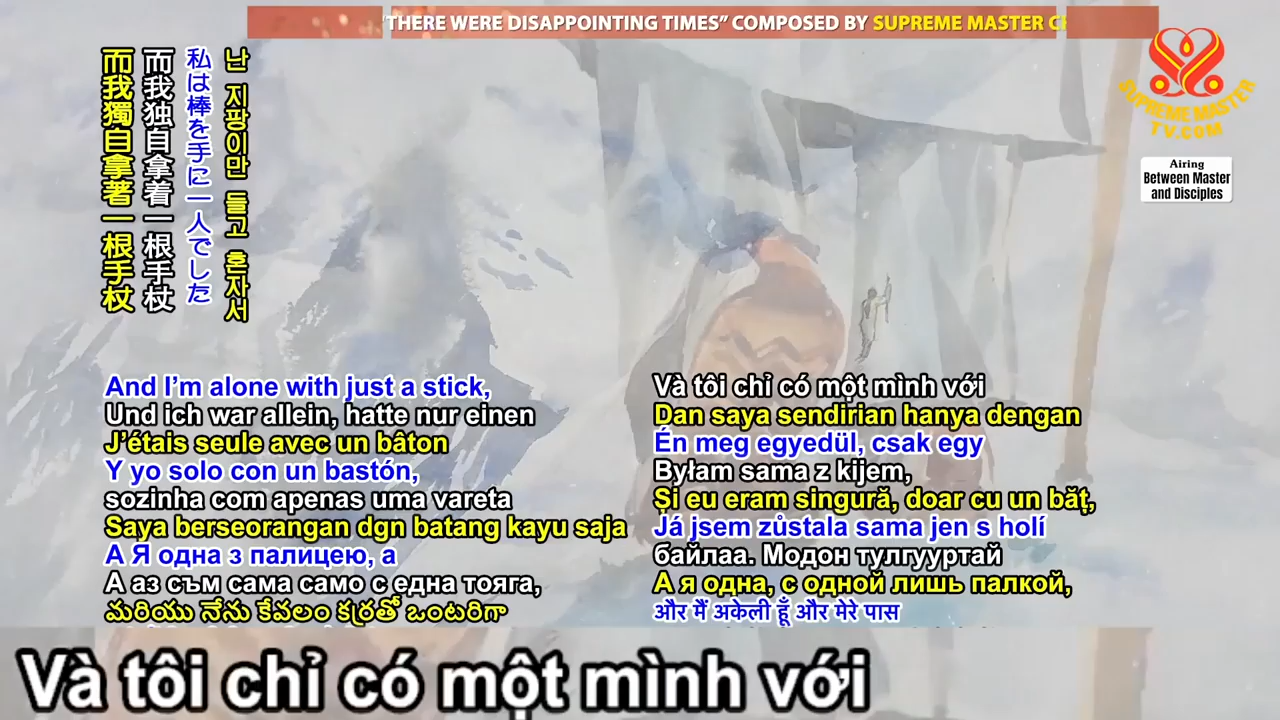 "THERE WERE DISAPPOINTING TIMES" COMPOSED BY SUPREME MASTER
SUPREME MASTER
TV.COM
Airing
Between Master
and Disciples
난 지팡이만 들고 혼자서
私は棒を手に一人でした
而我独自拿着一根手杖
而我獨自拿著一根手杖
And I'm alone with just a stick,
Und ich war allein, hatte nur einen
J'étais seule avec un bâton
Y yo solo con un bastón,
sozinha com apenas uma vareta
Saya berseorangan dgn batang kayu saja
А Я одна з палицею, а
А аз съм сама само с една тояга,
మరియు నేను కేవలం కర్రతో ఒంటరిగా
Và tôi chỉ có một mình với
Dan saya sendirian hanya dengan
Én meg egyedül, csak egy
Byłam sama z kijem,
Și eu eram singură, doar cu un băț,
Já jsem zůstala sama jen s holí
байлаа. Модон тулгууртай
А я одна, с одной лишь палкой,
और मैं अकेली हूँ और मेरे पास
Và tôi chỉ có một mình với